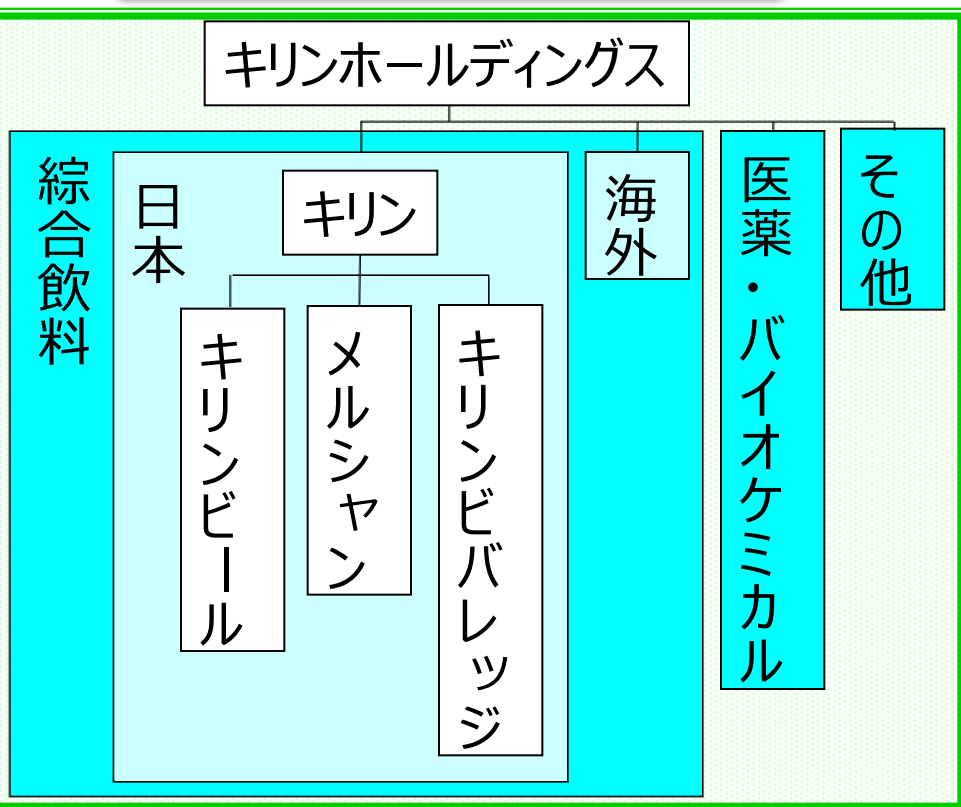 キリンホールディングス
綜合飲料
日本
キリン
キリンビール
メルシャン
キリンビバレッジ
海外
医薬・バイオケミカル
その他